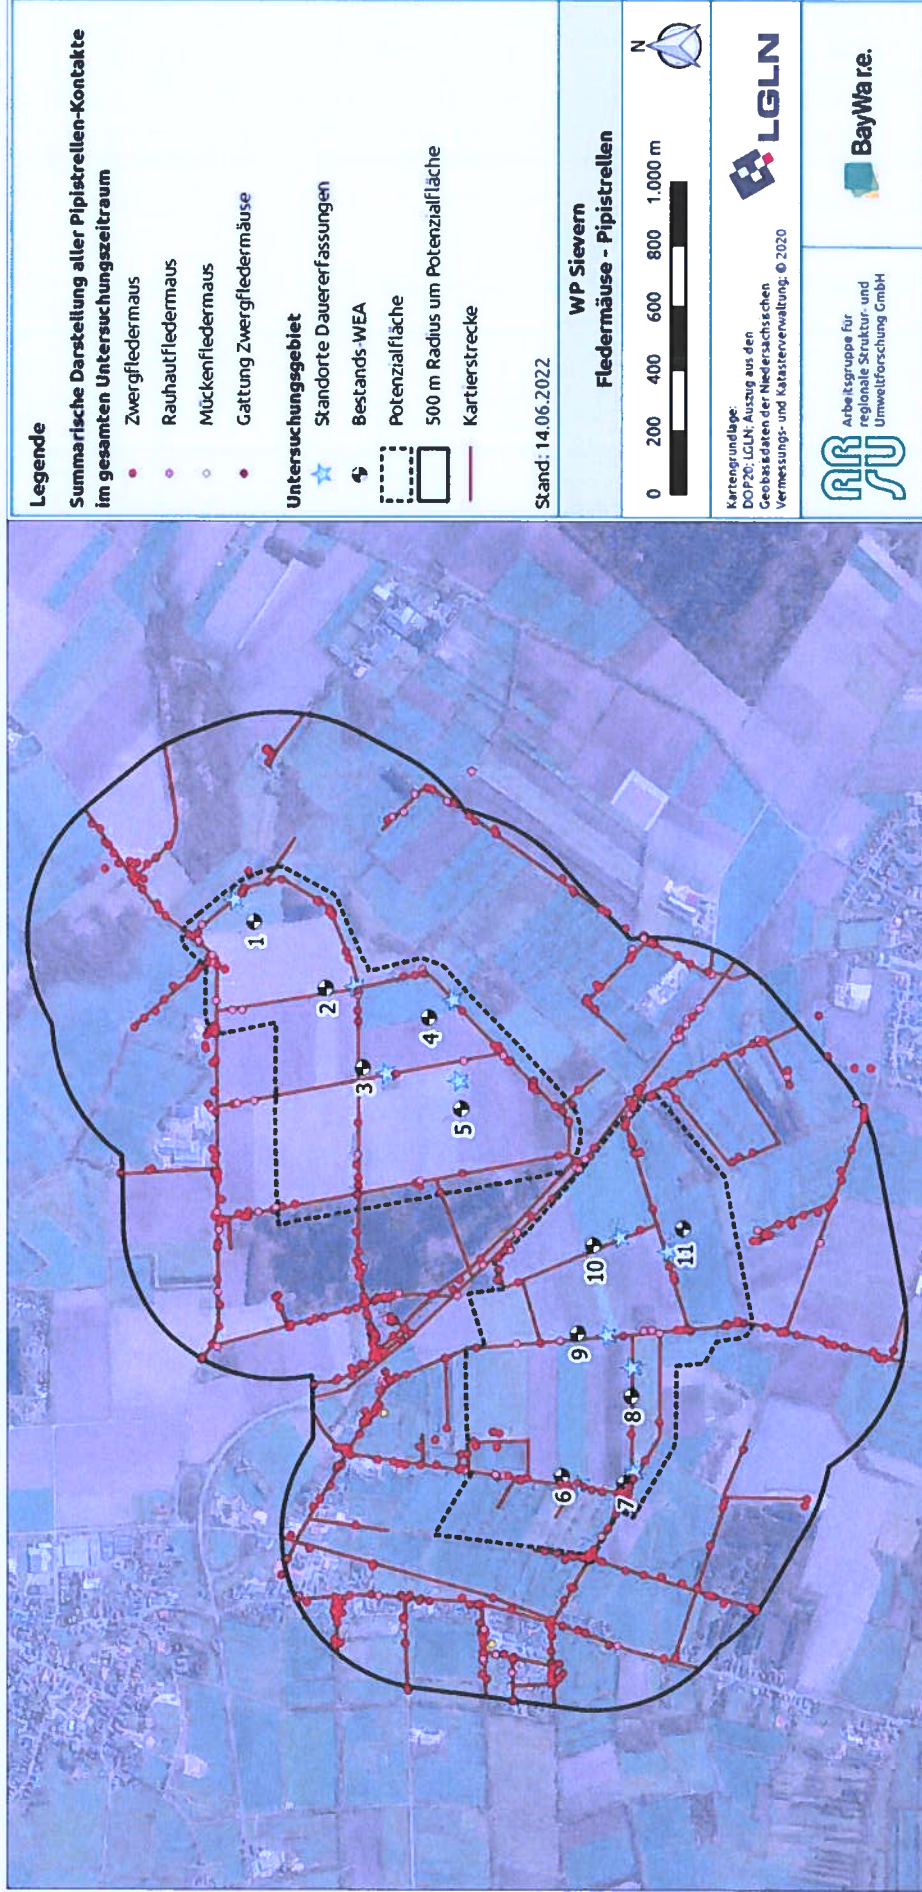 Legende
Summarische Darstellung aller Pipistrellen-Kontakte
im gesamten Untersuchungszeitraum
Zwergfledermaus
Rauhautfledermaus
Mückenfledermaus
Gattung Zwergfledermäuse
Untersuchungsgebiet
Standorte Dauererfassungen
Bestands-WEA
Potenzialfläche
500 m Radius um Potenzialfläche
Kartierstrecke
Stand: 14.06.2022
WP Sievern
Fledermäuse - Pipistrellen
0 200 400 600 800 1.000 m
N
Kartengrundlage:
DOP20; LGLN; Auszug aus den
Geobasisdaten der Niedersächsischen
Vermessungs- und Katasterverwaltung; © 2020
LGLN
ARSU
Arbeitsgruppe für
regionale Struktur- und
Umweltforschung GmbH
BayWa r.e.
1
2
3
4
5
6
7
8
9
10
11